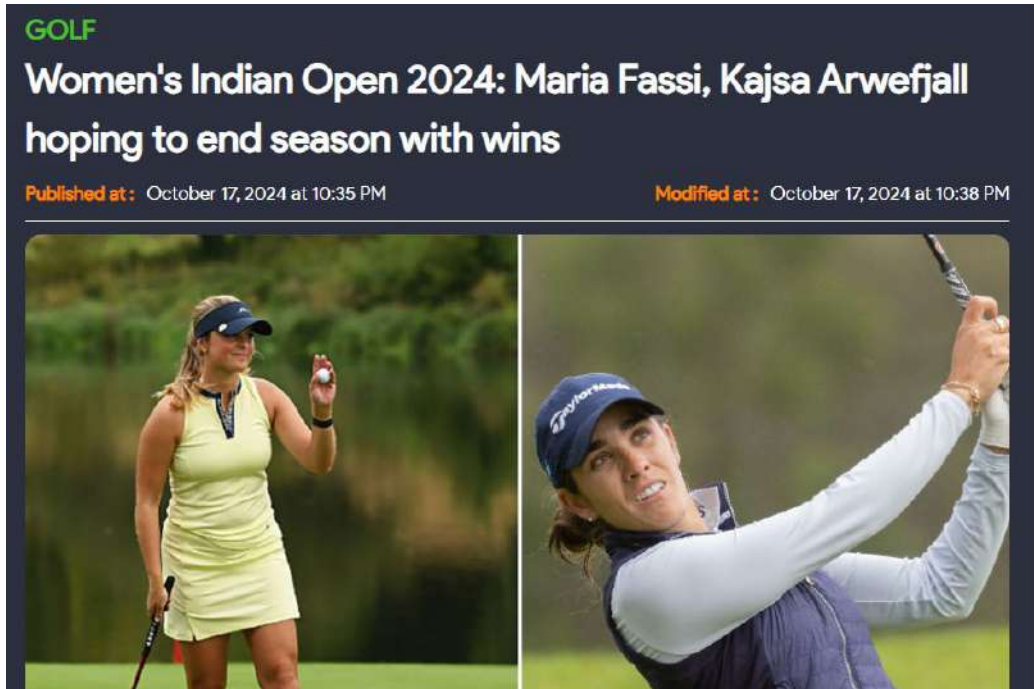 GOLF
Women's Indian Open 2024: Maria Fassi, Kajsa Arwefjall
hoping to end season with wins
Published at : October 17, 2024 at 10:35 PM Modified at : October 17, 2024 at 10:38 PM
TaylorMade